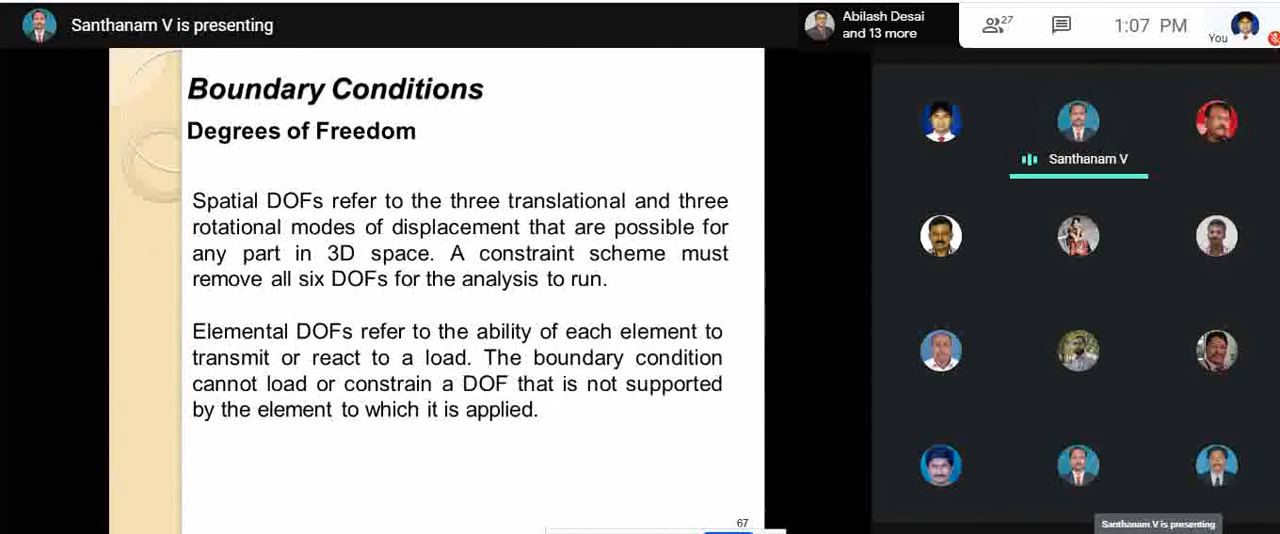 Santhanam V is presenting
Abilash Desai
and 13 more
27
1:07 PM
You
Boundary Conditions
Degrees of Freedom
Spatial DOFs refer to the three translational and three
rotational modes of displacement that are possible for
any part in 3D space. A constraint scheme must
remove all six DOFs for the analysis to run.
Elemental DOFs refer to the ability of each element to
transmit or react to a load. The boundary condition
cannot load or constrain a DOF that is not supported
by the element to which it is applied.
67
Santhanam V
Santhanam V is presenting